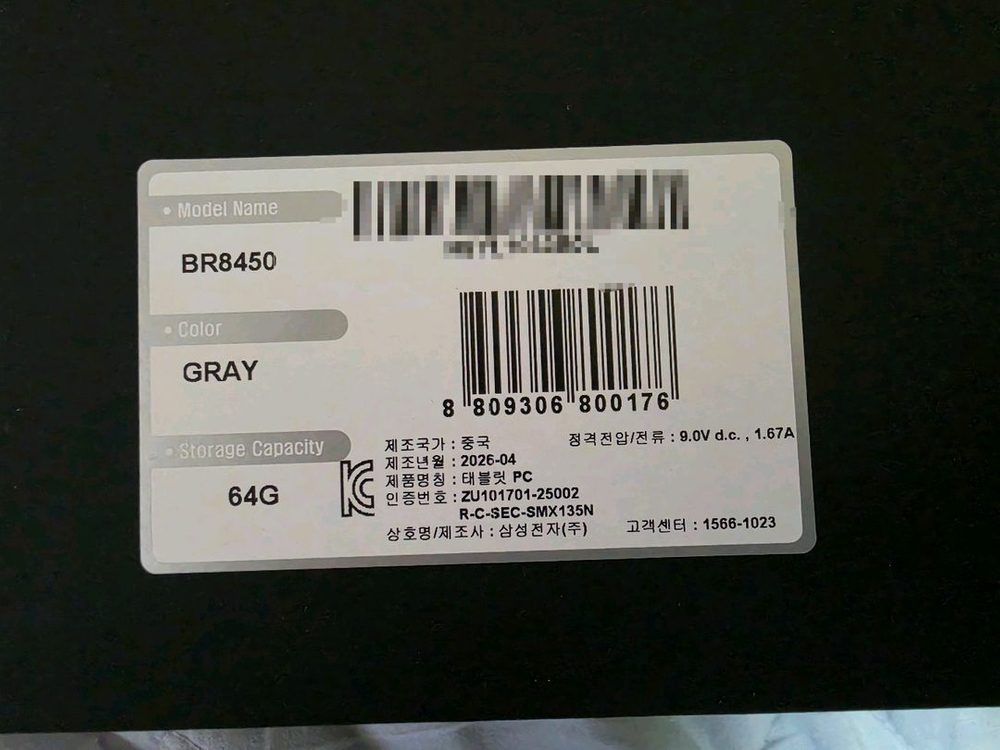 • Model Name
BR8450
• Color
GRAY
• Storage Capacity
64G
8 809306 800176
제조국가 : 중국
정격전압/전류 : 9.0V d.c. , 1.67A
제조년월 : 2026-04
제품명칭 : 태블릿 PC
인증번호 : ZU101701-25002
R-C-SEC-SMX135N
상호명/제조사 : 삼성전자(주)
고객센터 : 1566-1023